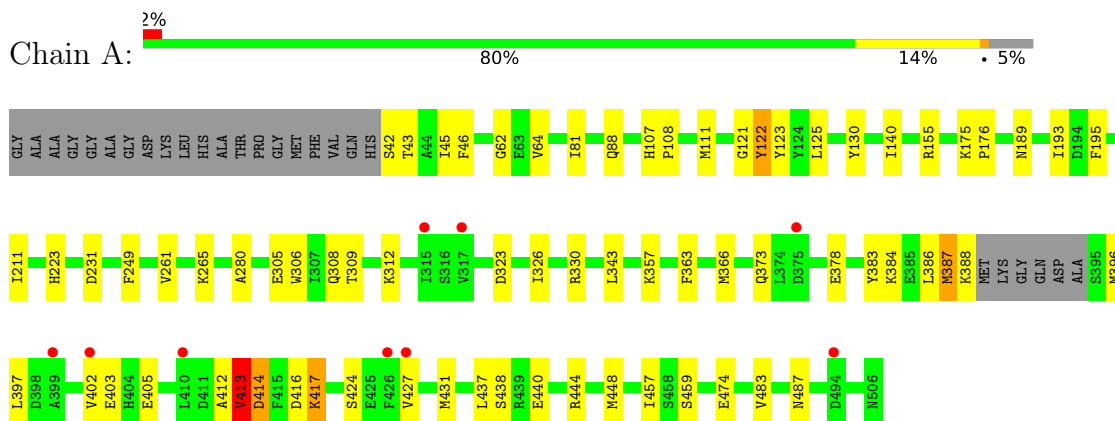 2%
Chain A:
80% 14% • 5%
GLY ALA ALA GLY GLY ALA GLY ASP LYS LEU HIS ALA THR PRO GLY MET PHE VAL GLN HIS S42 T43 A44 I45 F46 G62 E63 V64 I81 Q88 H107 P108 M111 G121 Y122 Y123 Y124 L125 Y130 I140 R155 K175 P176 N189 I193 D194 F195
I211 H223 D231 F249 V261 K265 A280 E305 W306 I307 Q308 T309 K312 I315 S316 V317 D323 I326 R330 L343 K357 F363 M366 Q373 L374 D375 E378 Y383 K384 E385 L386 M387 K388 MET LYS GLY GLN ASP ALA S395 M396
L397 D398 A399 V402 E403 H404 E405 L410 D411 A412 V413 D414 F415 D416 K417 S424 E425 F426 V427 M431 L437 S438 R439 E440 R444 M448 I457 S458 S459 E474 V483 N487 D494 N506